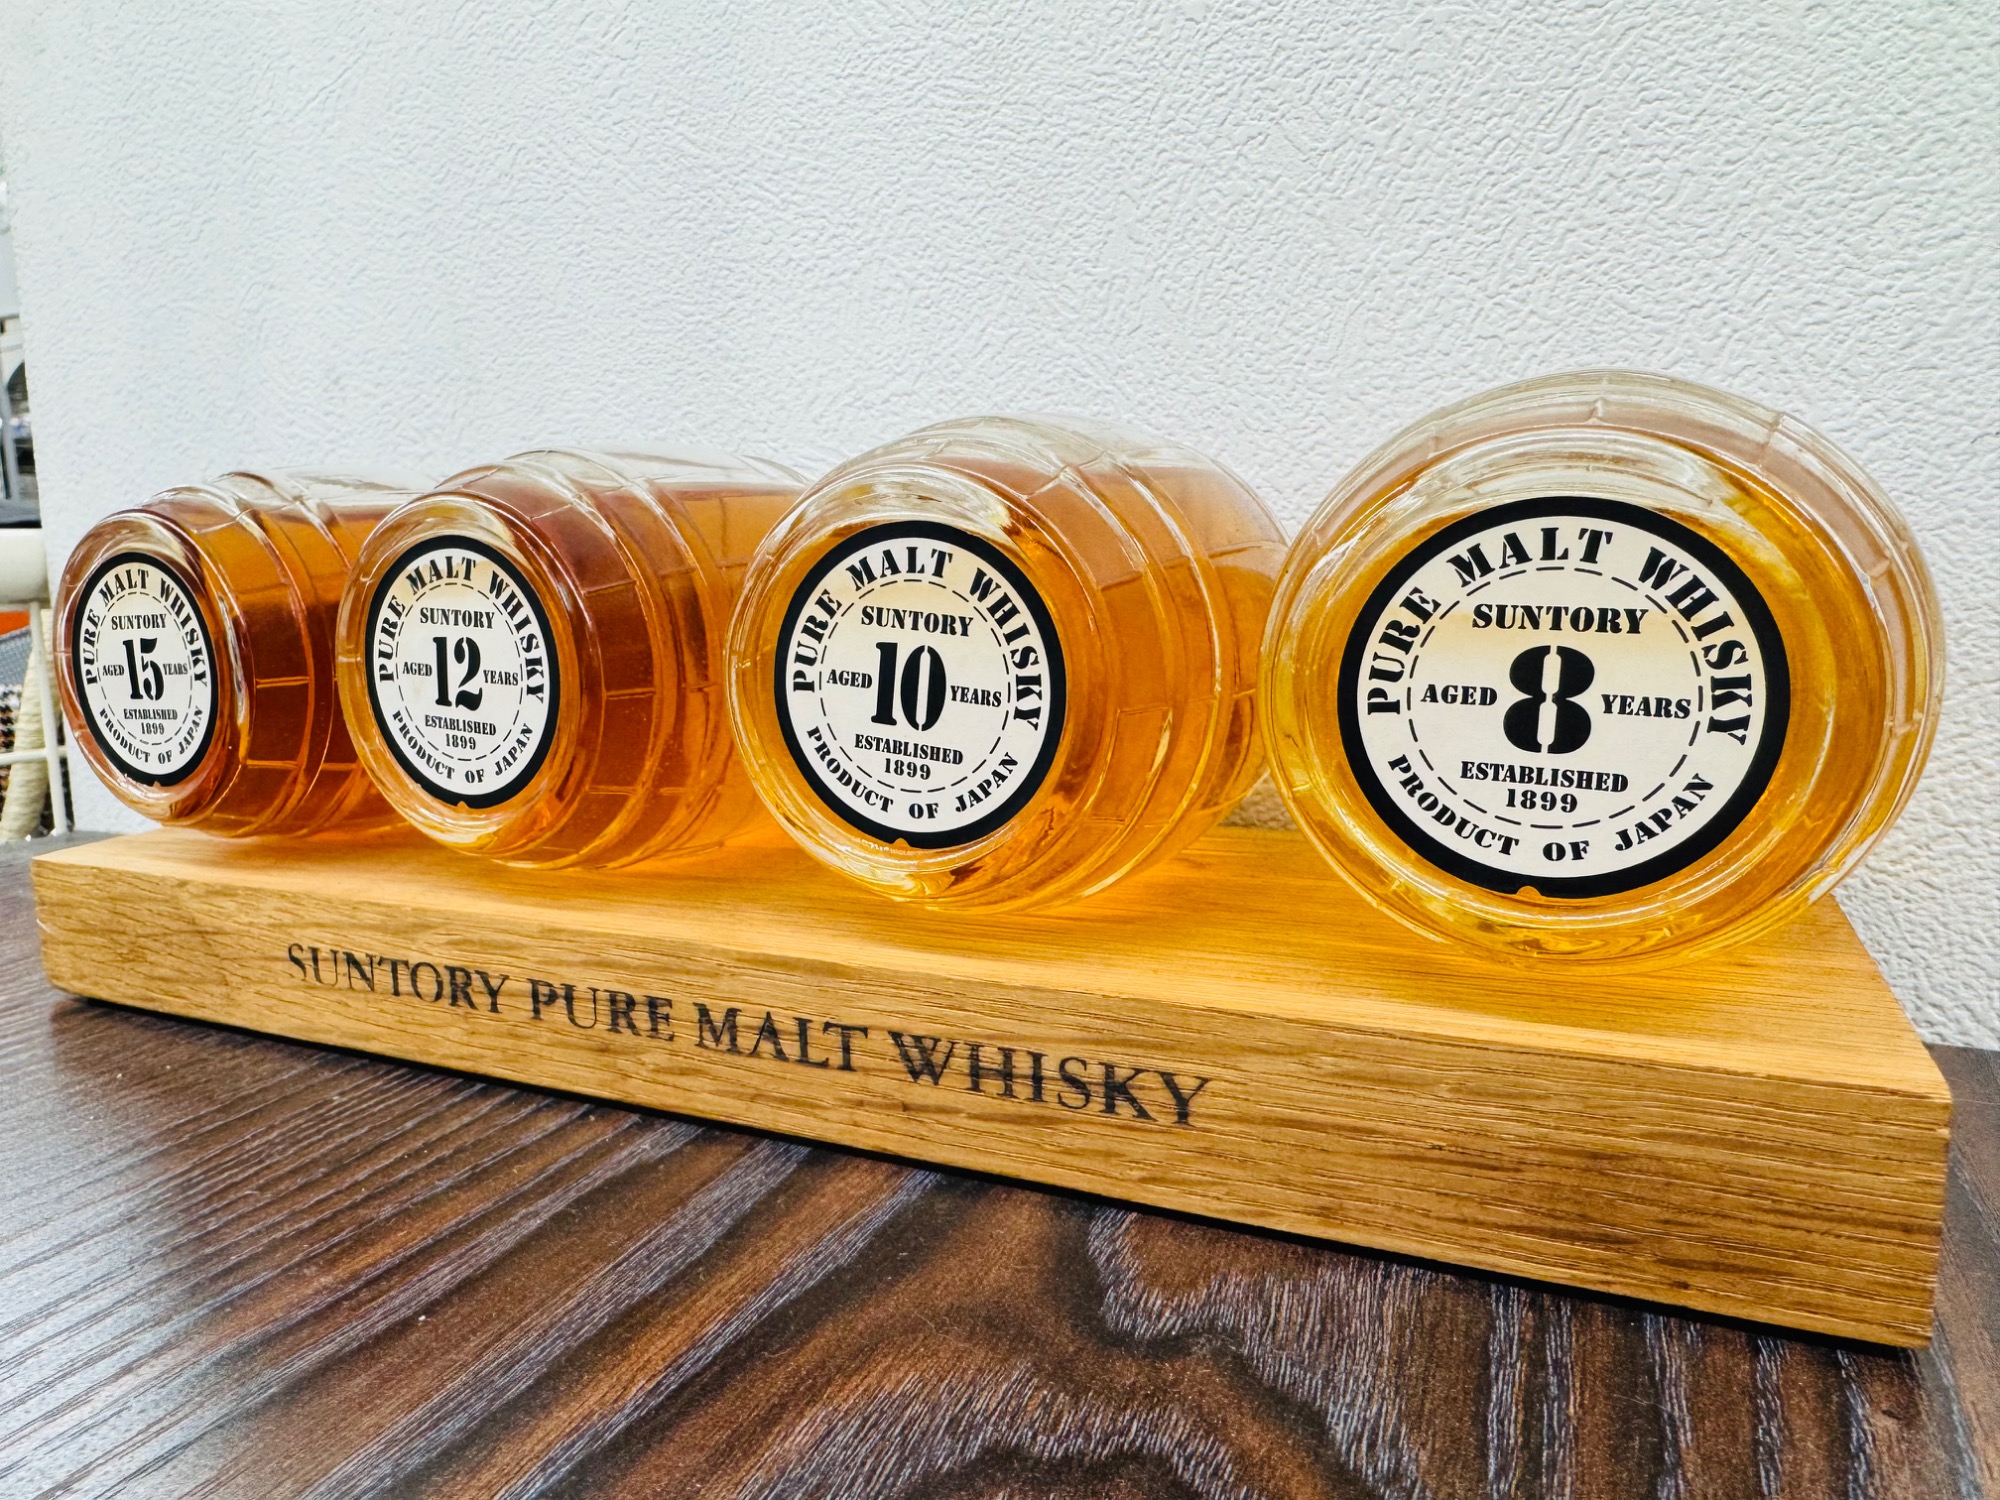 PURE MALT WHISKY
SUNTORY
AGED 15 YEARS
ESTABLISHED
1899
PRODUCT OF JAPAN
PURE MALT WHISKY
SUNTORY
AGED 12 YEARS
ESTABLISHED
1899
PRODUCT OF JAPAN
PURE MALT WHISKY
SUNTORY
AGED 10 YEARS
ESTABLISHED
1899
PRODUCT OF JAPAN
PURE MALT WHISKY
SUNTORY
AGED 8 YEARS
ESTABLISHED
1899
PRODUCT OF JAPAN
SUNTORY PURE MALT WHISKY